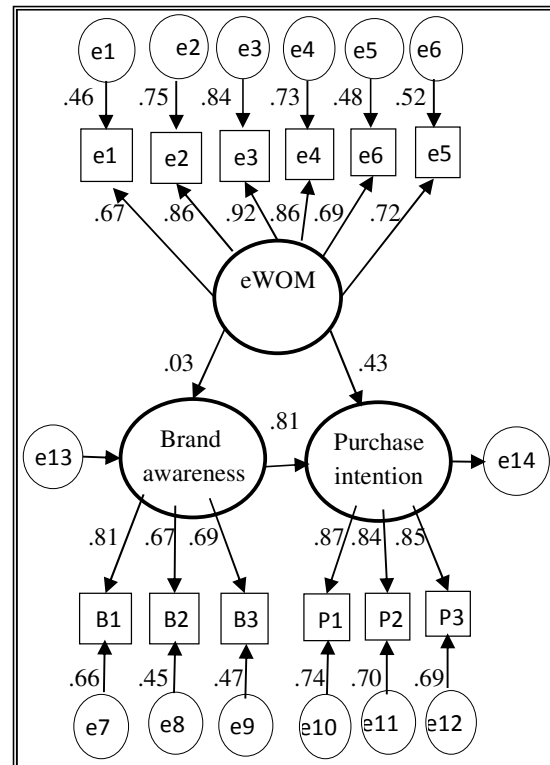 e1 e2 e3 e4 e5 e6
.46 .75 .84 .73 .48 .52
e1 e2 e3 e4 e6 e5
.67 .86 .92 .86 .69 .72
eWOM
.03 .43
.81
Brand
awareness
Purchase
intention
e13 e14
.81 .67 .69 .87 .84 .85
B1 B2 B3 P1 P2 P3
.66 .45 .47 .74 .70 .69
e7 e8 e9 e10 e11 e12